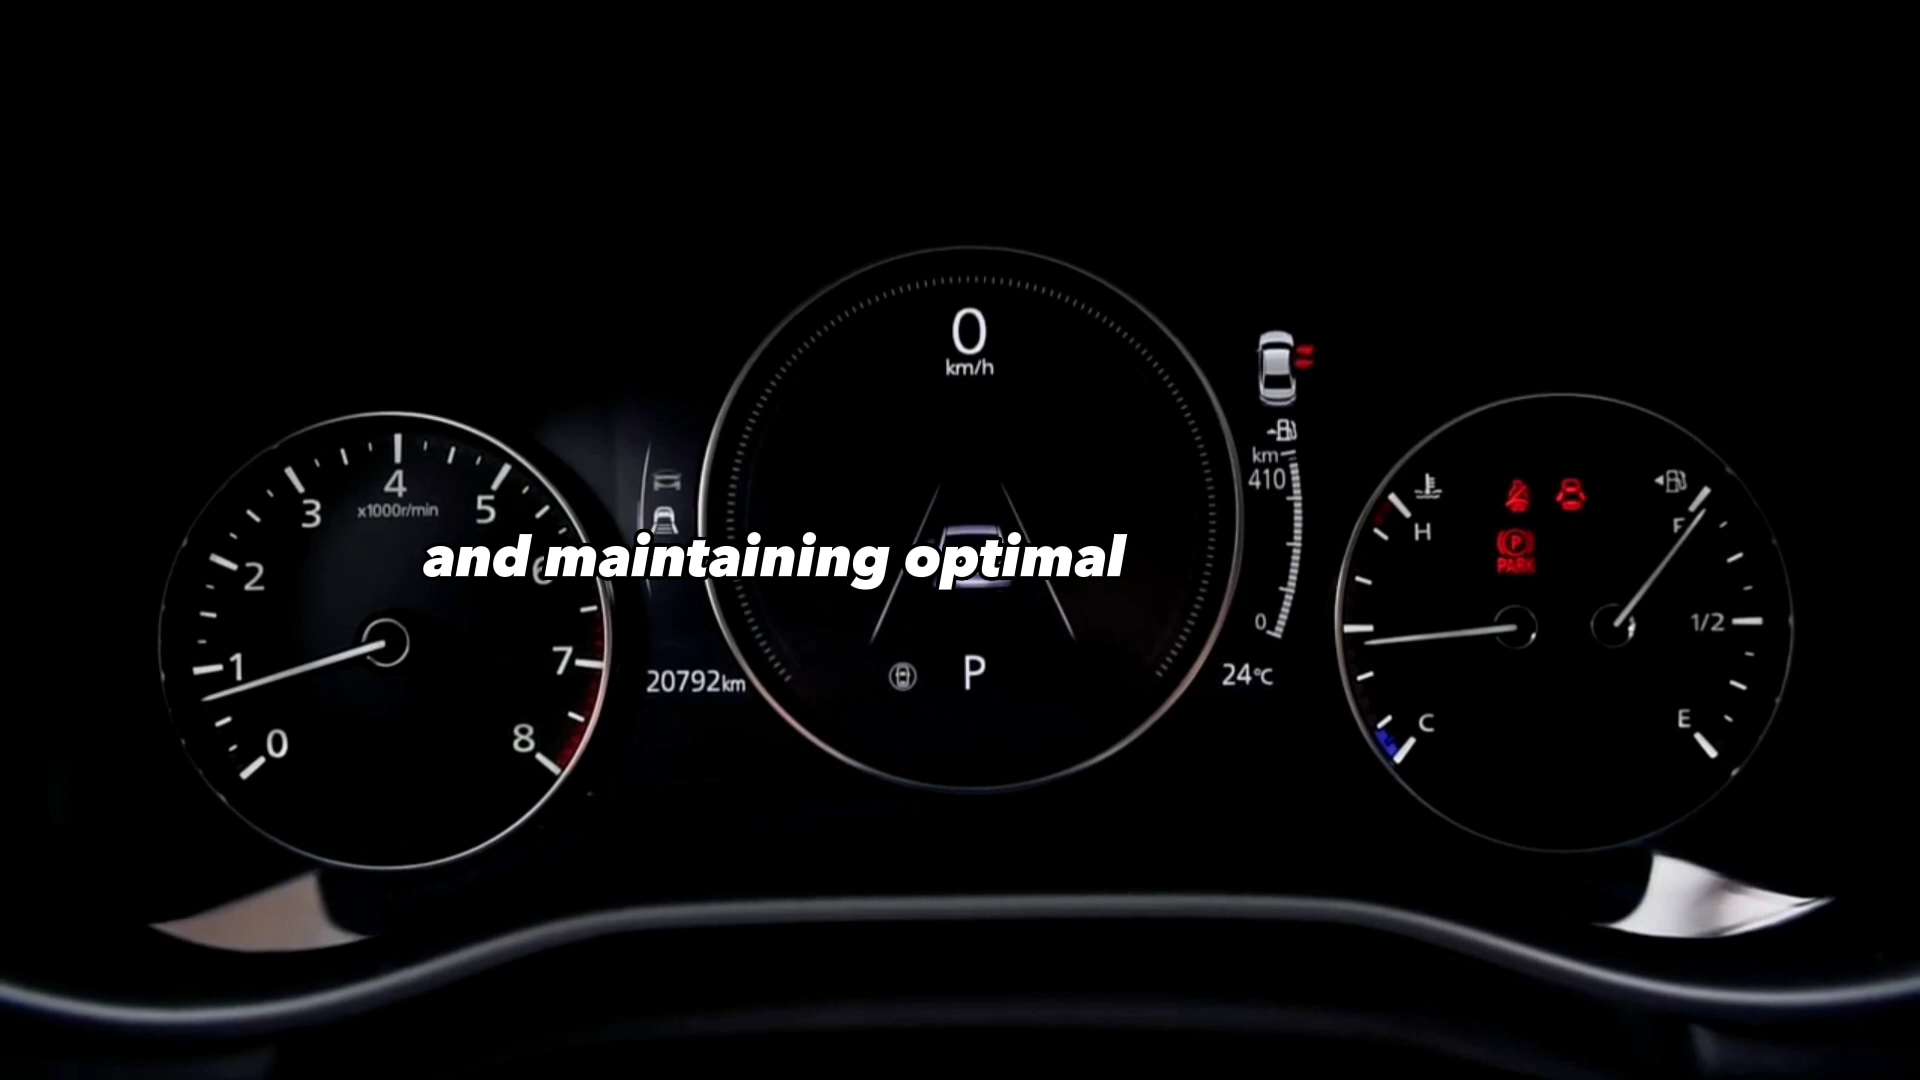 0
km/h
4
3
5
x1000r/min
2
6
1
7
0
8
and maintaining optimal
20792km
P
km
410
0
24°C
H
C
(P)
PARK
F
1/2
E